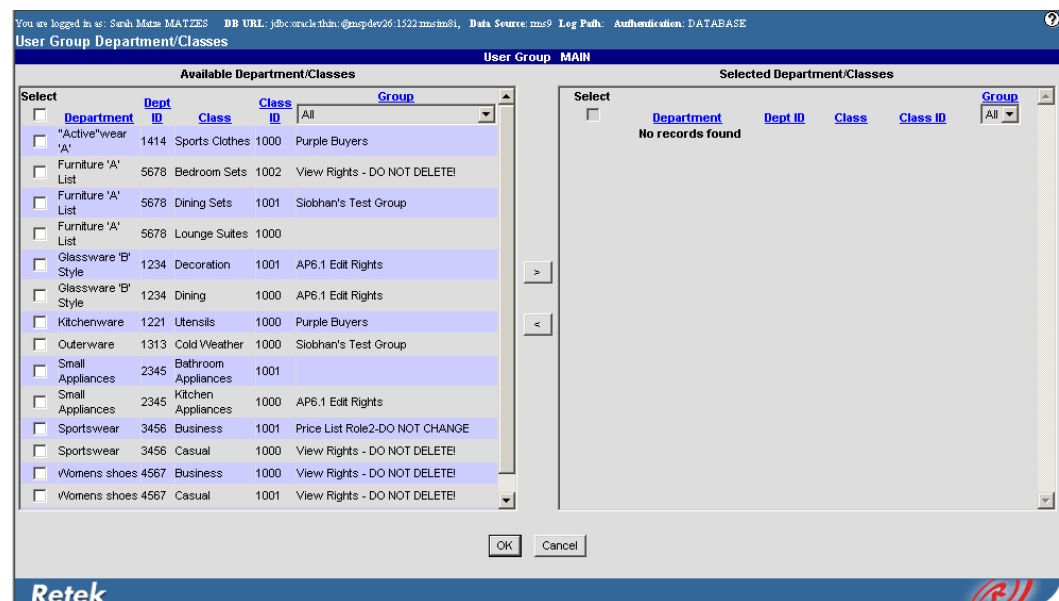 You are logged in as: Sarah Matze MATZES DB URL: jdbc:oracle:thin:@mspdev26:1522:msim8i, Data Source: rms9 Log Path: Authentication: DATABASE
User Group Department/Classes
User Group MAIN
Available Department/Classes
Selected Department/Classes
Select Department Dept ID Class Class ID Group
All
"Active"wear 'A' 1414 Sports Clothes 1000 Purple Buyers
Furniture 'A' List 5678 Bedroom Sets 1002 View Rights - DO NOT DELETE!
Furniture 'A' List 5678 Dining Sets 1001 Siobhan's Test Group
Furniture 'A' List 5678 Lounge Suites 1000
Glassware 'B' Style 1234 Decoration 1001 AP6.1 Edit Rights
Glassware 'B' Style 1234 Dining 1000 AP6.1 Edit Rights
Kitchenware 1221 Utensils 1000 Purple Buyers
Outerware 1313 Cold Weather 1000 Siobhan's Test Group
Small Appliances 2345 Bathroom Appliances 1001
Small Appliances 2345 Kitchen Appliances 1000 AP6.1 Edit Rights
Sportswear 3456 Business 1001 Price List Role2-DO NOT CHANGE
Sportswear 3456 Casual 1000 View Rights - DO NOT DELETE!
Womens shoes 4567 Business 1000 View Rights - DO NOT DELETE!
Womens shoes 4567 Casual 1001 View Rights - DO NOT DELETE!
>
<
Select Department Dept ID Class Class ID Group
All
No records found
OK Cancel
Retek